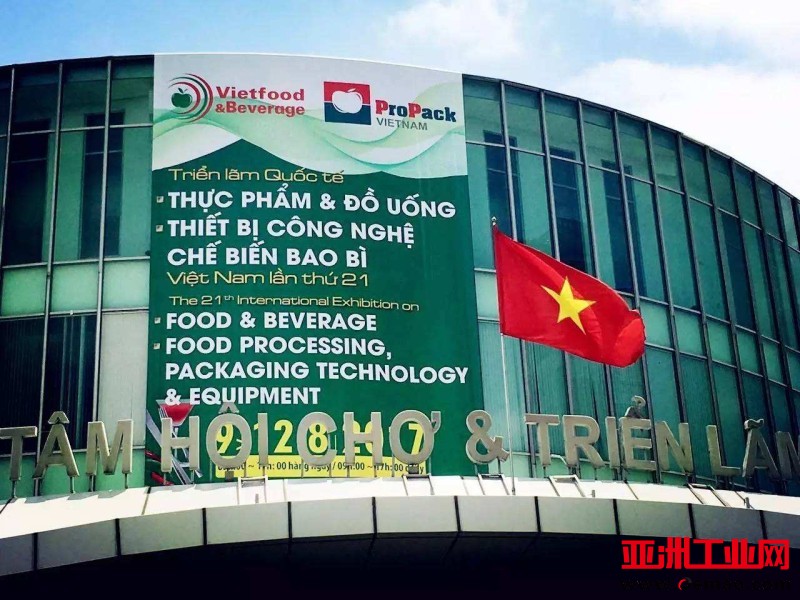 Vietfood
&Beverage
ProPack
VIETNAM
Triển lãm Quốc tế
THỰC PHẨM & ĐỒ UỐNG
THIẾT BỊ CÔNG NGHỆ
CHẾ BIẾN BAO BÌ
Việt Nam lần thứ 21
The 21th International Exhibition on
FOOD & BEVERAGE
FOOD PROCESSING,
PACKAGING TECHNOLOGY
& EQUIPMENT
TÂM HỘI CHỢ & TRIỂN LÃM
亚洲工业网